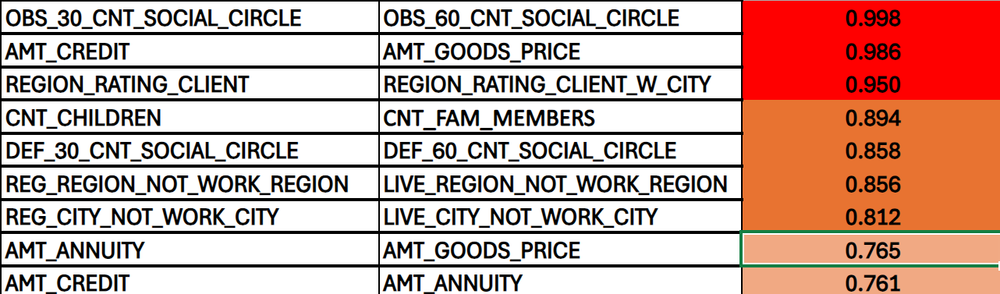 OBS_30_CNT_SOCIAL_CIRCLE OBS_60_CNT_SOCIAL_CIRCLE 0.998
AMT_CREDIT AMT_GOODS_PRICE 0.986
REGION_RATING_CLIENT REGION_RATING_CLIENT_W_CITY 0.950
CNT_CHILDREN CNT_FAM_MEMBERS 0.894
DEF_30_CNT_SOCIAL_CIRCLE DEF_60_CNT_SOCIAL_CIRCLE 0.858
REG_REGION_NOT_WORK_REGION LIVE_REGION_NOT_WORK_REGION 0.856
REG_CITY_NOT_WORK_CITY LIVE_CITY_NOT_WORK_CITY 0.812
AMT_ANNUITY AMT_GOODS_PRICE 0.765
AMT_CREDIT AMT_ANNUITY 0.761